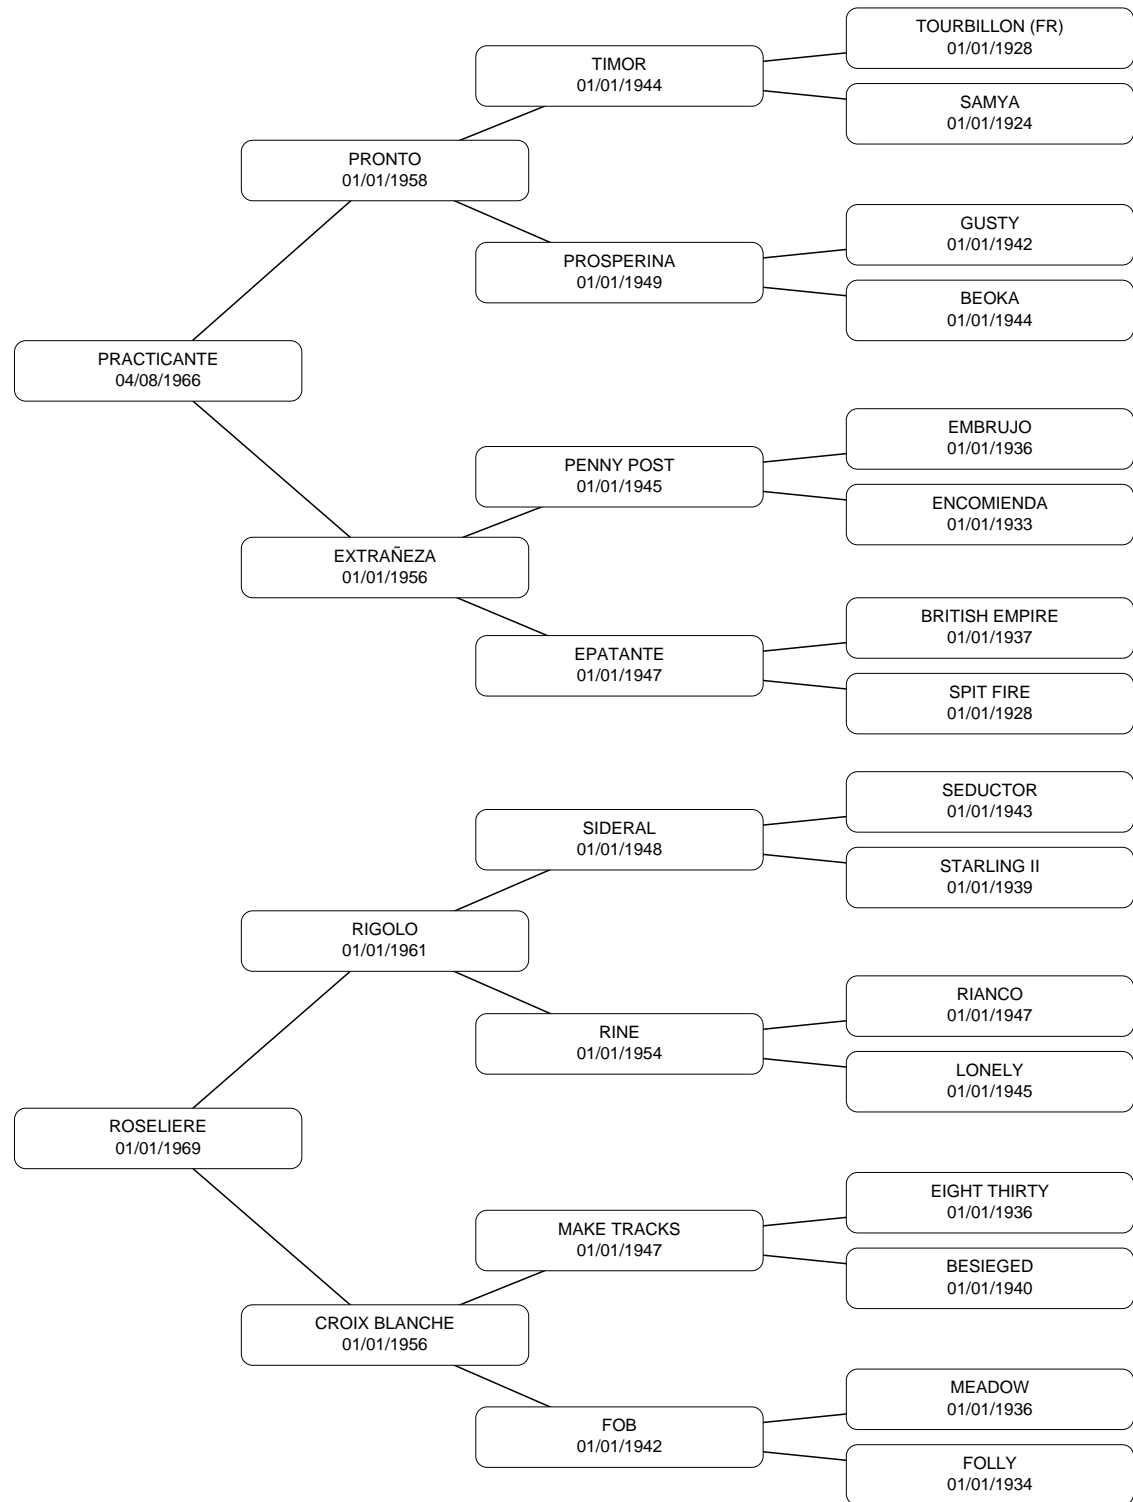 TOURBILLON (FR)
01/01/1928
TIMOR
01/01/1944
SAMYA
01/01/1924
PRONTO
01/01/1958
GUSTY
01/01/1942
PROSPERINA
01/01/1949
BEOKA
01/01/1944
PRACTICANTE
04/08/1966
EMBRUJO
01/01/1936
PENNY POST
01/01/1945
ENCOMIENDA
01/01/1933
EXTRAÑEZA
01/01/1956
BRITISH EMPIRE
01/01/1937
EPATANTE
01/01/1947
SPIT FIRE
01/01/1928
SEDUCTOR
01/01/1943
SIDERAL
01/01/1948
STARLING II
01/01/1939
RIGOLO
01/01/1961
RIANCO
01/01/1947
RINE
01/01/1954
LONELY
01/01/1945
ROSELIERE
01/01/1969
EIGHT THIRTY
01/01/1936
MAKE TRACKS
01/01/1947
BESIEGED
01/01/1940
CROIX BLANCHE
01/01/1956
MEADOW
01/01/1936
FOB
01/01/1942
FOLLY
01/01/1934